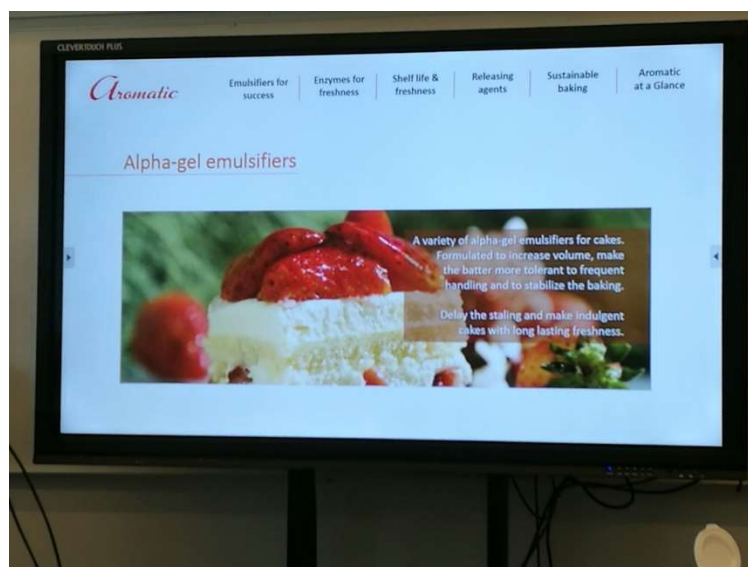 CLEVERTOUCH PLUS
Aromatic
Emulsifiers for
success
Enzymes for
freshness
Shelf life &
freshness
Releasing
agents
Sustainable
baking
Aromatic
at a Glance
Alpha-gel emulsifiers
A variety of alpha-gel emulsifiers for cakes.
Formulated to increase volume, make
the batter more tolerant to frequent
handling and to stabilize the baking.
Delay the staling and make indulgent
cakes with long lasting freshness.